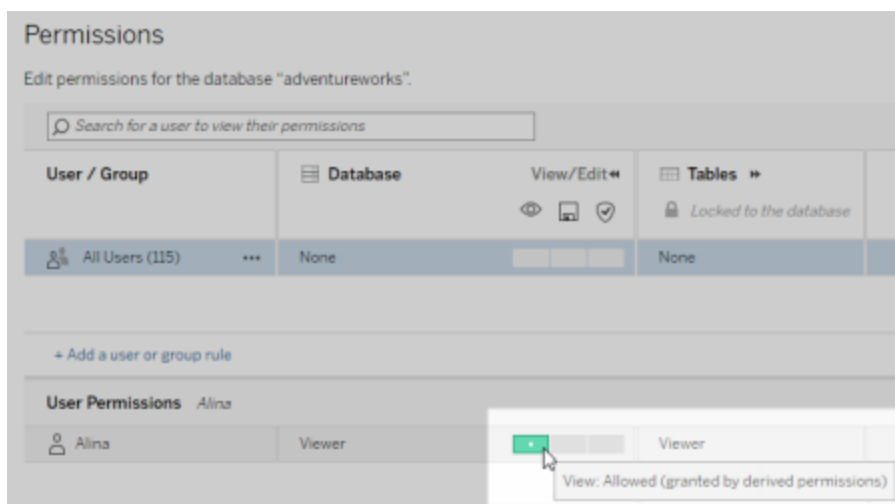 Permissions
Edit permissions for the database "adventureworks".
Search for a user to view their permissions
User / Group Database View/Edit Tables
Locked to the database
All Users (115) ••• None None
+ Add a user or group rule
User Permissions Alina
Alina Viewer Viewer
View: Allowed (granted by derived permissions)